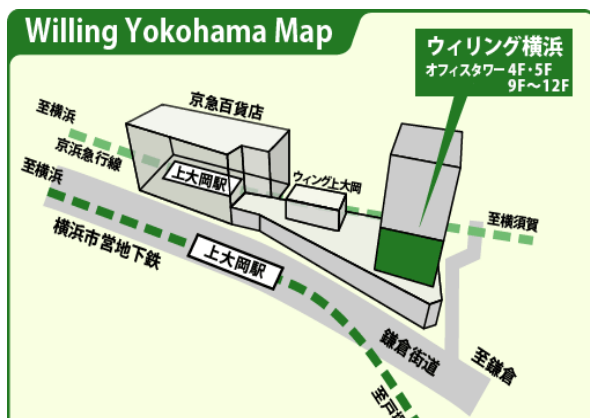 Willing Yokohama Map
ウィリング横浜
オフィスタワー 4F・5F
9F〜12F
京急百貨店
至横浜
京浜急行線
上大岡駅
ウィング上大岡
至横須賀
至横浜
横浜市営地下鉄
上大岡駅
鎌倉街道
至鎌倉
至戸